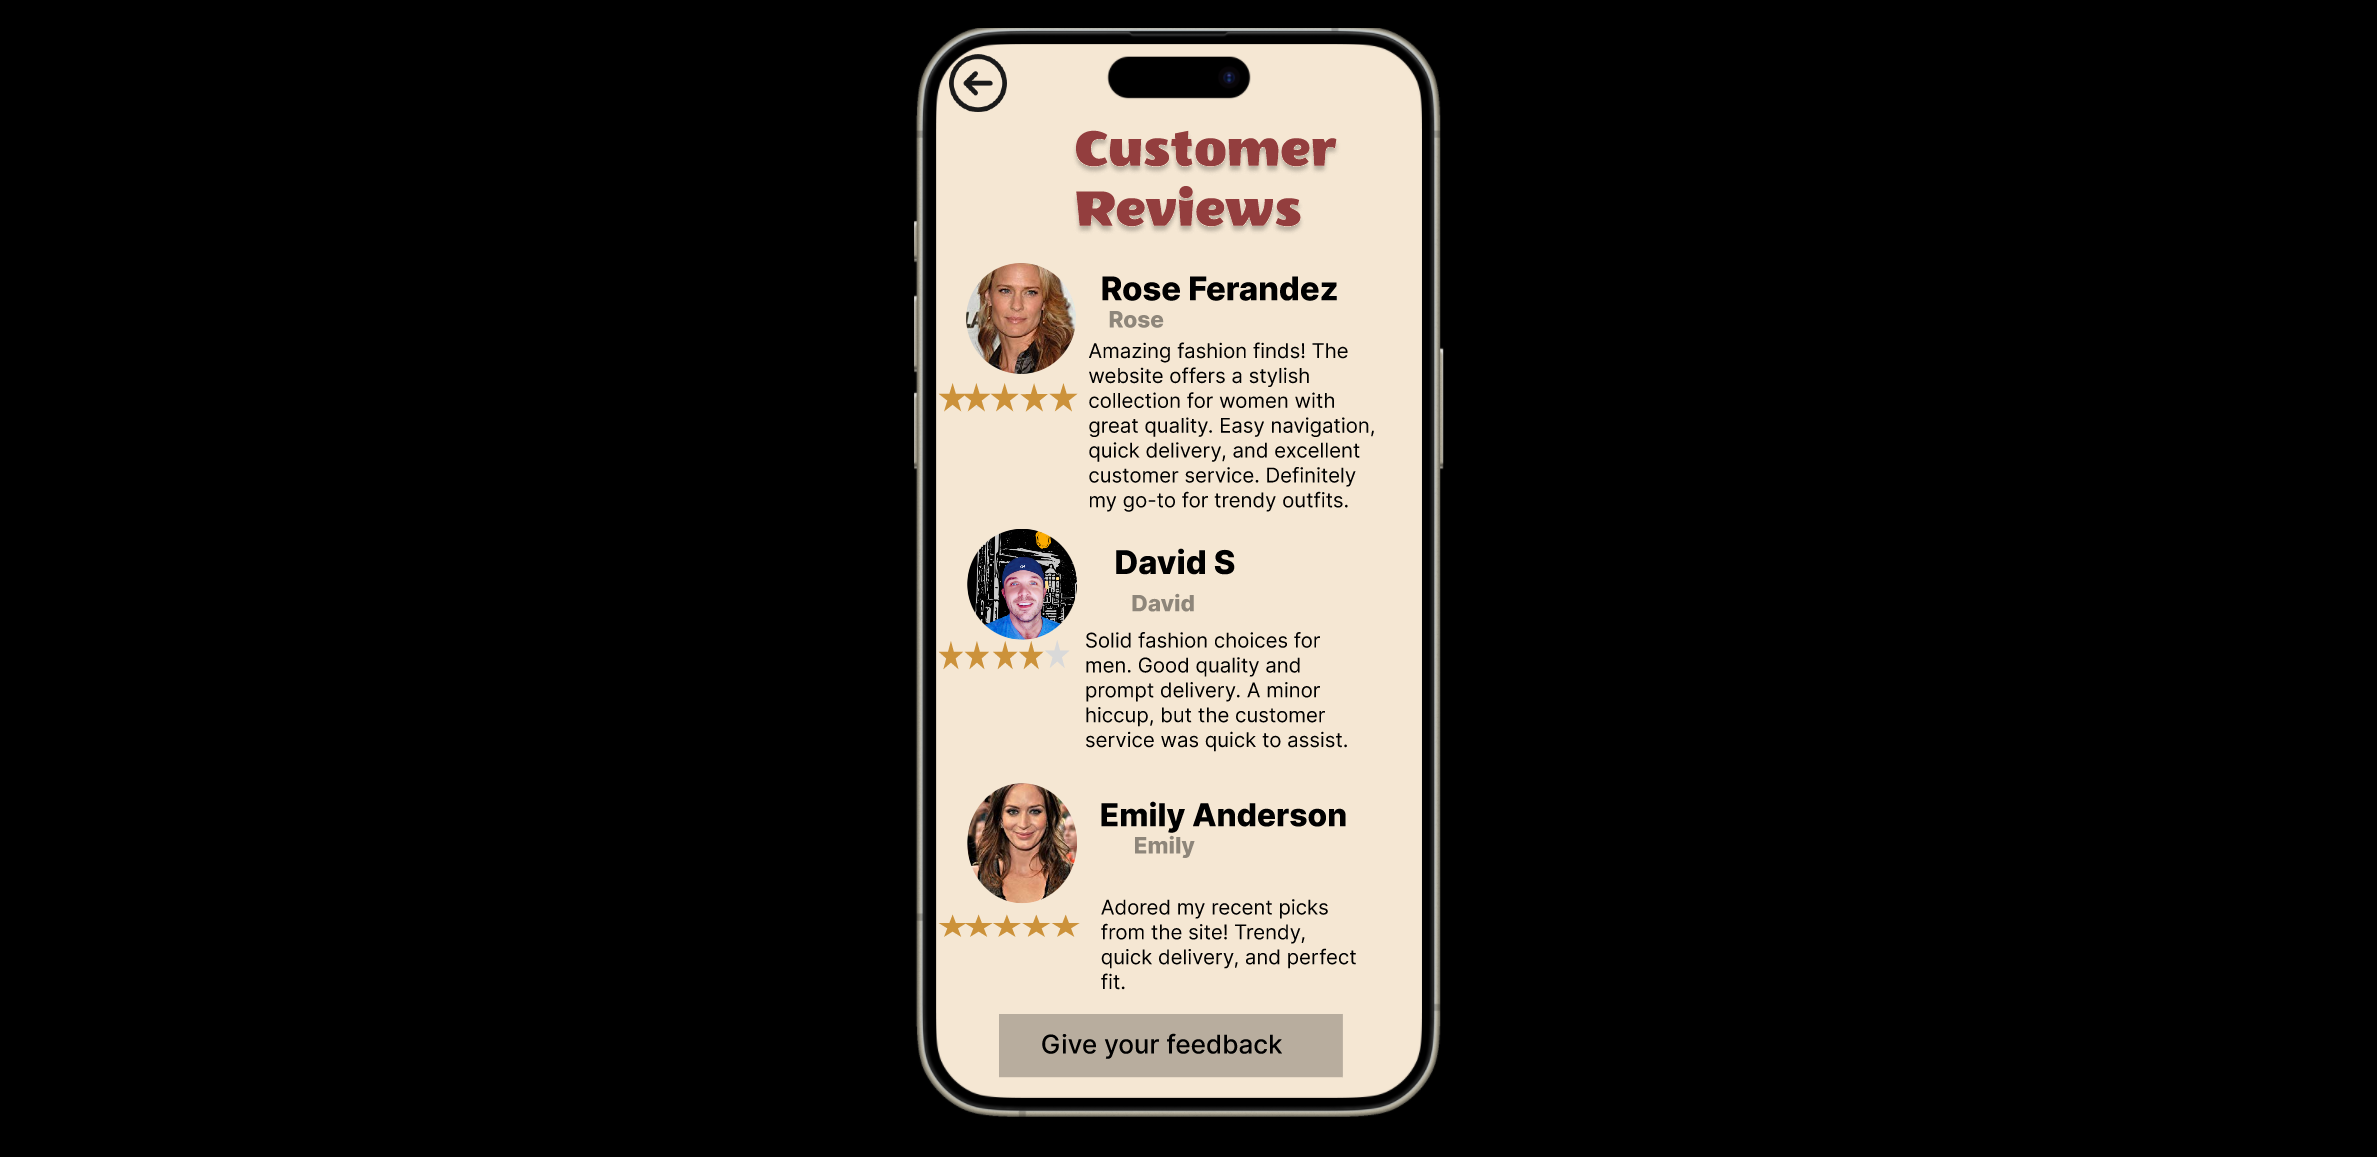 Customer
Reviews
Rose Ferandez
Rose
Amazing fashion finds! The
website offers a stylish
collection for women with
great quality. Easy navigation,
quick delivery, and excellent
customer service. Definitely
my go-to for trendy outfits.
David S
David
Solid fashion choices for
men. Good quality and
prompt delivery. A minor
hiccup, but the customer
service was quick to assist.
Emily Anderson
Emily
Adored my recent picks
from the site! Trendy,
quick delivery, and perfect
fit.
Give your feedback